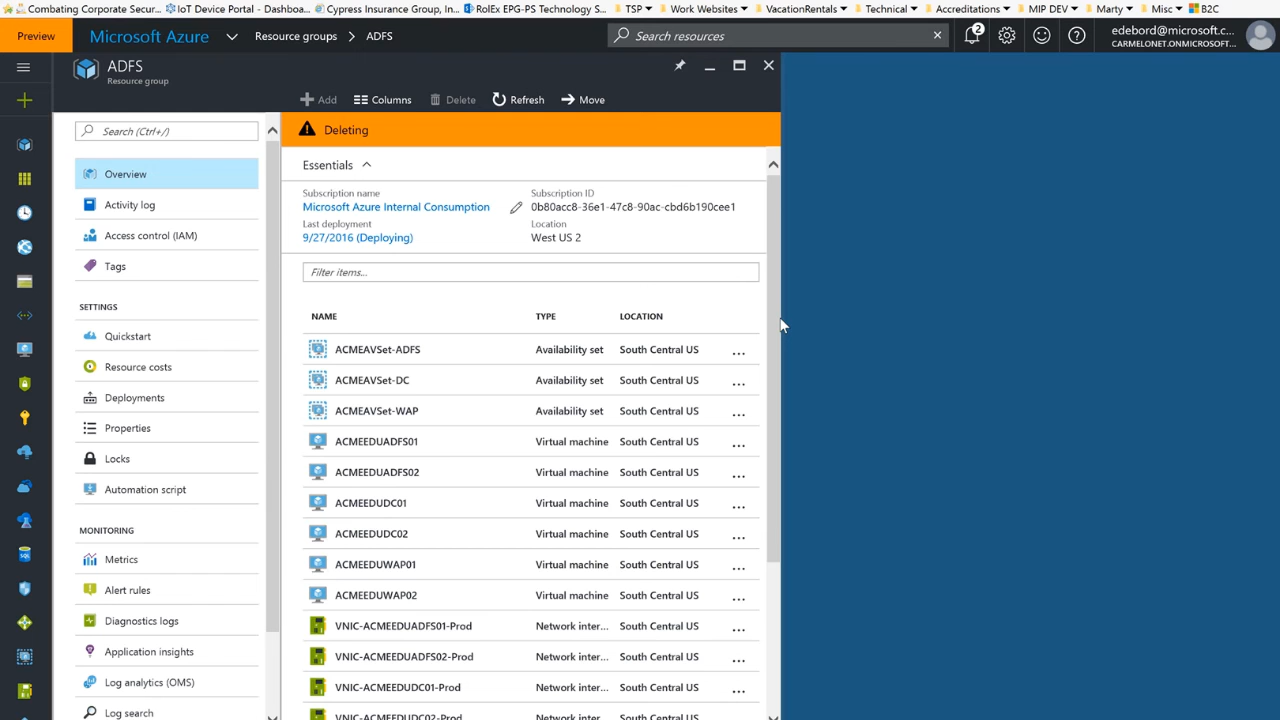 Combating Corporate Secur... IoT Device Portal - Dashboa... Cypress Insurance Group, In... RolEx EPG-PS Technology S... TSP Work Websites VacationRentals Technical Accreditations MIP DEV Marty Misc B2C
Preview Microsoft Azure Resource groups ADFS Search resources 2 edebord@microsoft.c...
CARMELONET.ONMICROSOFT...
ADFS
Resource group
Add Columns Delete Refresh Move
Search (Ctrl+/)
Deleting
Overview
Activity log
Access control (IAM)
Tags
SETTINGS
Quickstart
Resource costs
Deployments
Properties
Locks
Automation script
MONITORING
Metrics
Alert rules
Diagnostics logs
Application insights
Log analytics (OMS)
Log search
Essentials
Subscription name Subscription ID
Microsoft Azure Internal Consumption 0b80acc8-36e1-47c8-90ac-cbd6b190cee1
Last deployment Location
9/27/2016 (Deploying) West US 2
Filter items...
NAME TYPE LOCATION
ACMEAVSet-ADFS Availability set South Central US ...
ACMEAVSet-DC Availability set South Central US ...
ACMEAVSet-WAP Availability set South Central US ...
ACMEEDUADFS01 Virtual machine South Central US ...
ACMEEDUADFS02 Virtual machine South Central US ...
ACMEEDUDC01 Virtual machine South Central US ...
ACMEEDUDC02 Virtual machine South Central US ...
ACMEEDUWAP01 Virtual machine South Central US ...
ACMEEDUWAP02 Virtual machine South Central US ...
VNIC-ACMEEDUADFS01-Prod Network inter... South Central US ...
VNIC-ACMEEDUADFS02-Prod Network inter... South Central US ...
VNIC-ACMEEDUDC01-Prod Network inter... South Central US ...
VNIC-ACMEEDUDC02-Prod Network inter... South Central US